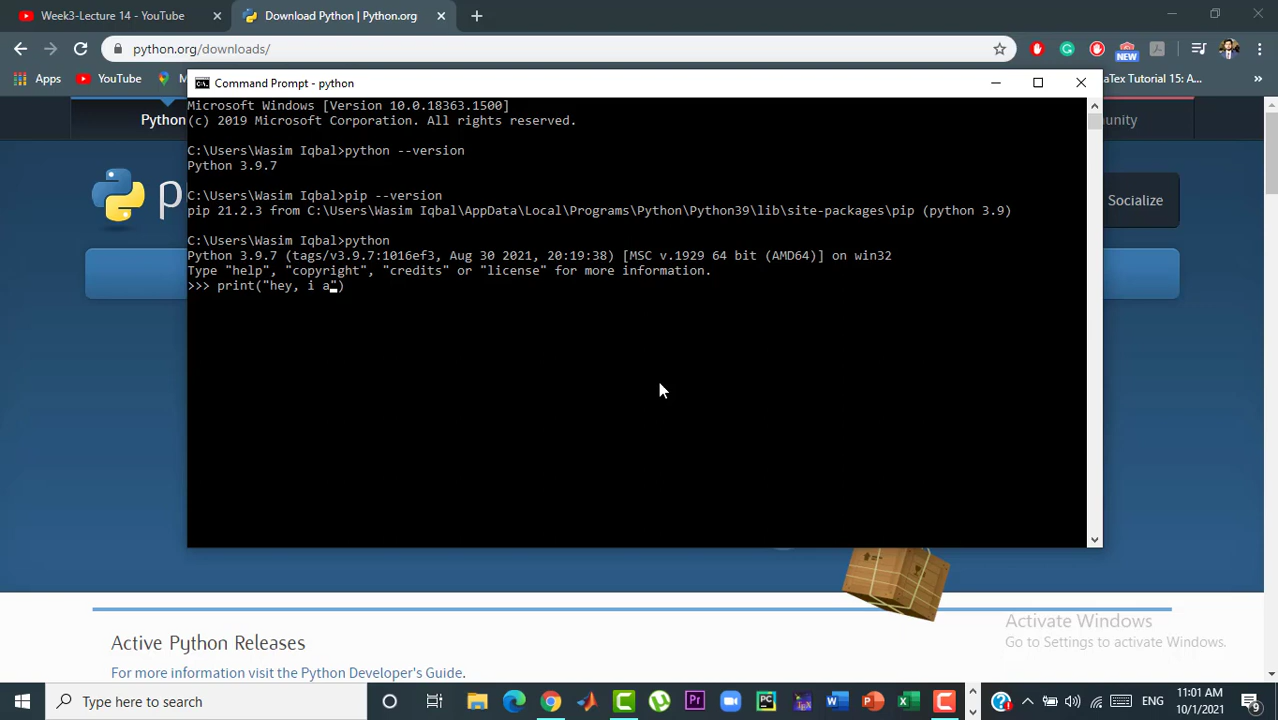 Week3-Lecture 14 - YouTube
Download Python | Python.org
python.org/downloads/
NEW
Apps
YouTube
M
aTex Tutorial 15: A...
Command Prompt - python
Microsoft Windows [Version 10.0.18363.1500]
(c) 2019 Microsoft Corporation. All rights reserved.
C:\Users\Wasim Iqbal>python --version
Python 3.9.7
C:\Users\Wasim Iqbal>pip --version
pip 21.2.3 from C:\Users\Wasim Iqbal\AppData\Local\Programs\Python\Python39\lib\site-packages\pip (python 3.9)
C:\Users\Wasim Iqbal>python
Python 3.9.7 (tags/v3.9.7:1016ef3, Aug 30 2021, 20:19:38) [MSC v.1929 64 bit (AMD64)] on win32
Type "help", "copyright", "credits" or "license" for more information.
>>> print("hey, i a")
Python
unity
p
Socialize
Active Python Releases
For more information visit the Python Developer's Guide.
Activate Windows
Go to Settings to activate Windows.
Type here to search
ENG
11:01 AM
10/1/2021